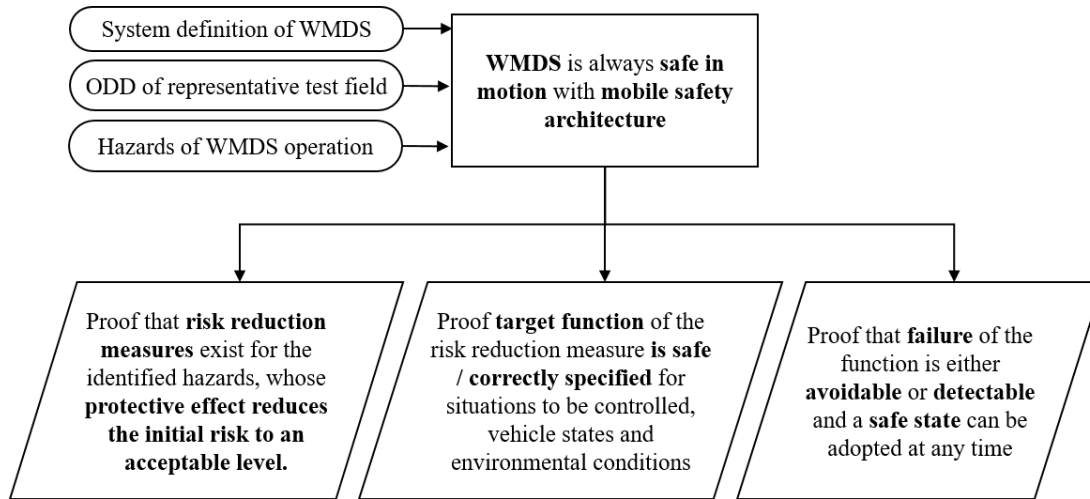 System definition of WMDS
ODD of representative test field
Hazards of WMDS operation
WMDS is always safe in
motion with mobile safety
architecture
Proof that risk reduction
measures exist for the
identified hazards, whose
protective effect reduces
the initial risk to an
acceptable level.
Proof target function of the
risk reduction measure is safe
/ correctly specified for
situations to be controlled,
vehicle states and
environmental conditions
Proof that failure of the
function is either
avoidable or detectable
and a safe state can be
adopted at any time